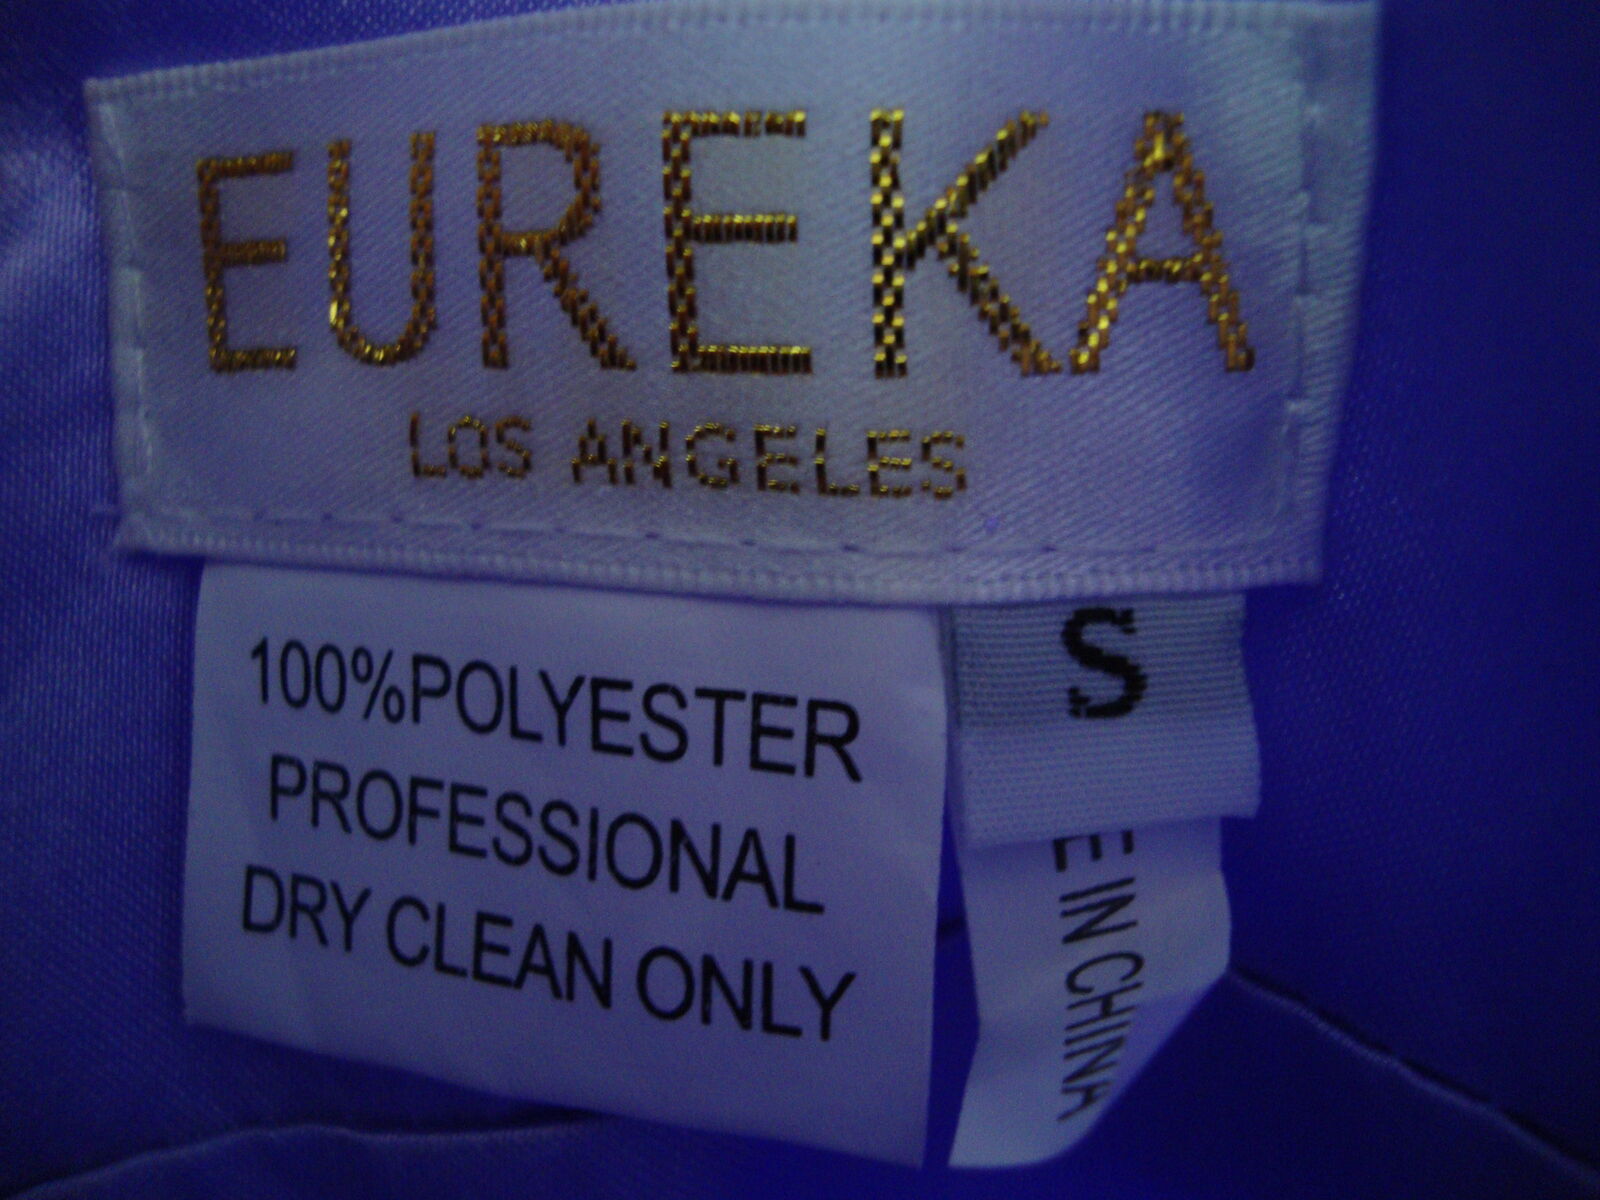 EUREKA
LOS ANGELES
100%POLYESTER
PROFESSIONAL
DRY CLEAN ONLY
S
E IN CHINA